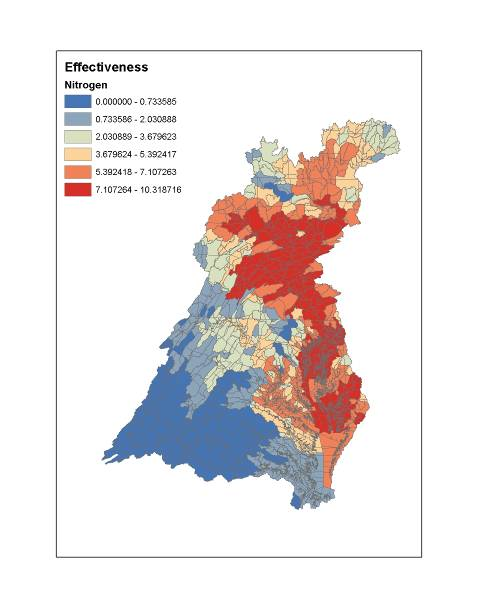 Effectiveness
Nitrogen
0.000000 - 0.733585
0.733586 - 2.030888
2.030889 - 3.679623
3.679624 - 5.392417
5.392418 - 7.107263
7.107264 - 10.318716